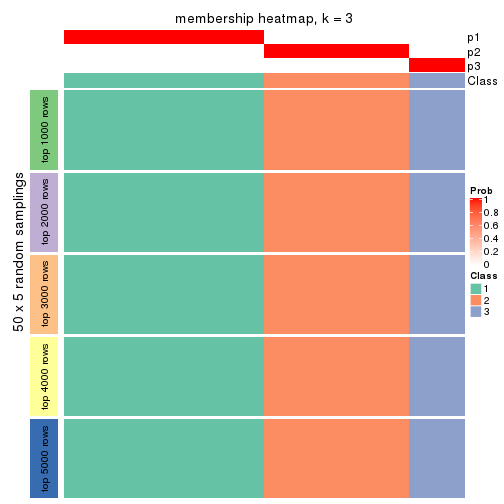 membership heatmap, k = 3
p1
p2
p3
Class
50 x 5 random samplings
top 1000 rows
top 2000 rows
top 3000 rows
top 4000 rows
top 5000 rows
Prob
1
0.8
0.6
0.4
0.2
0
Class
1
2
3